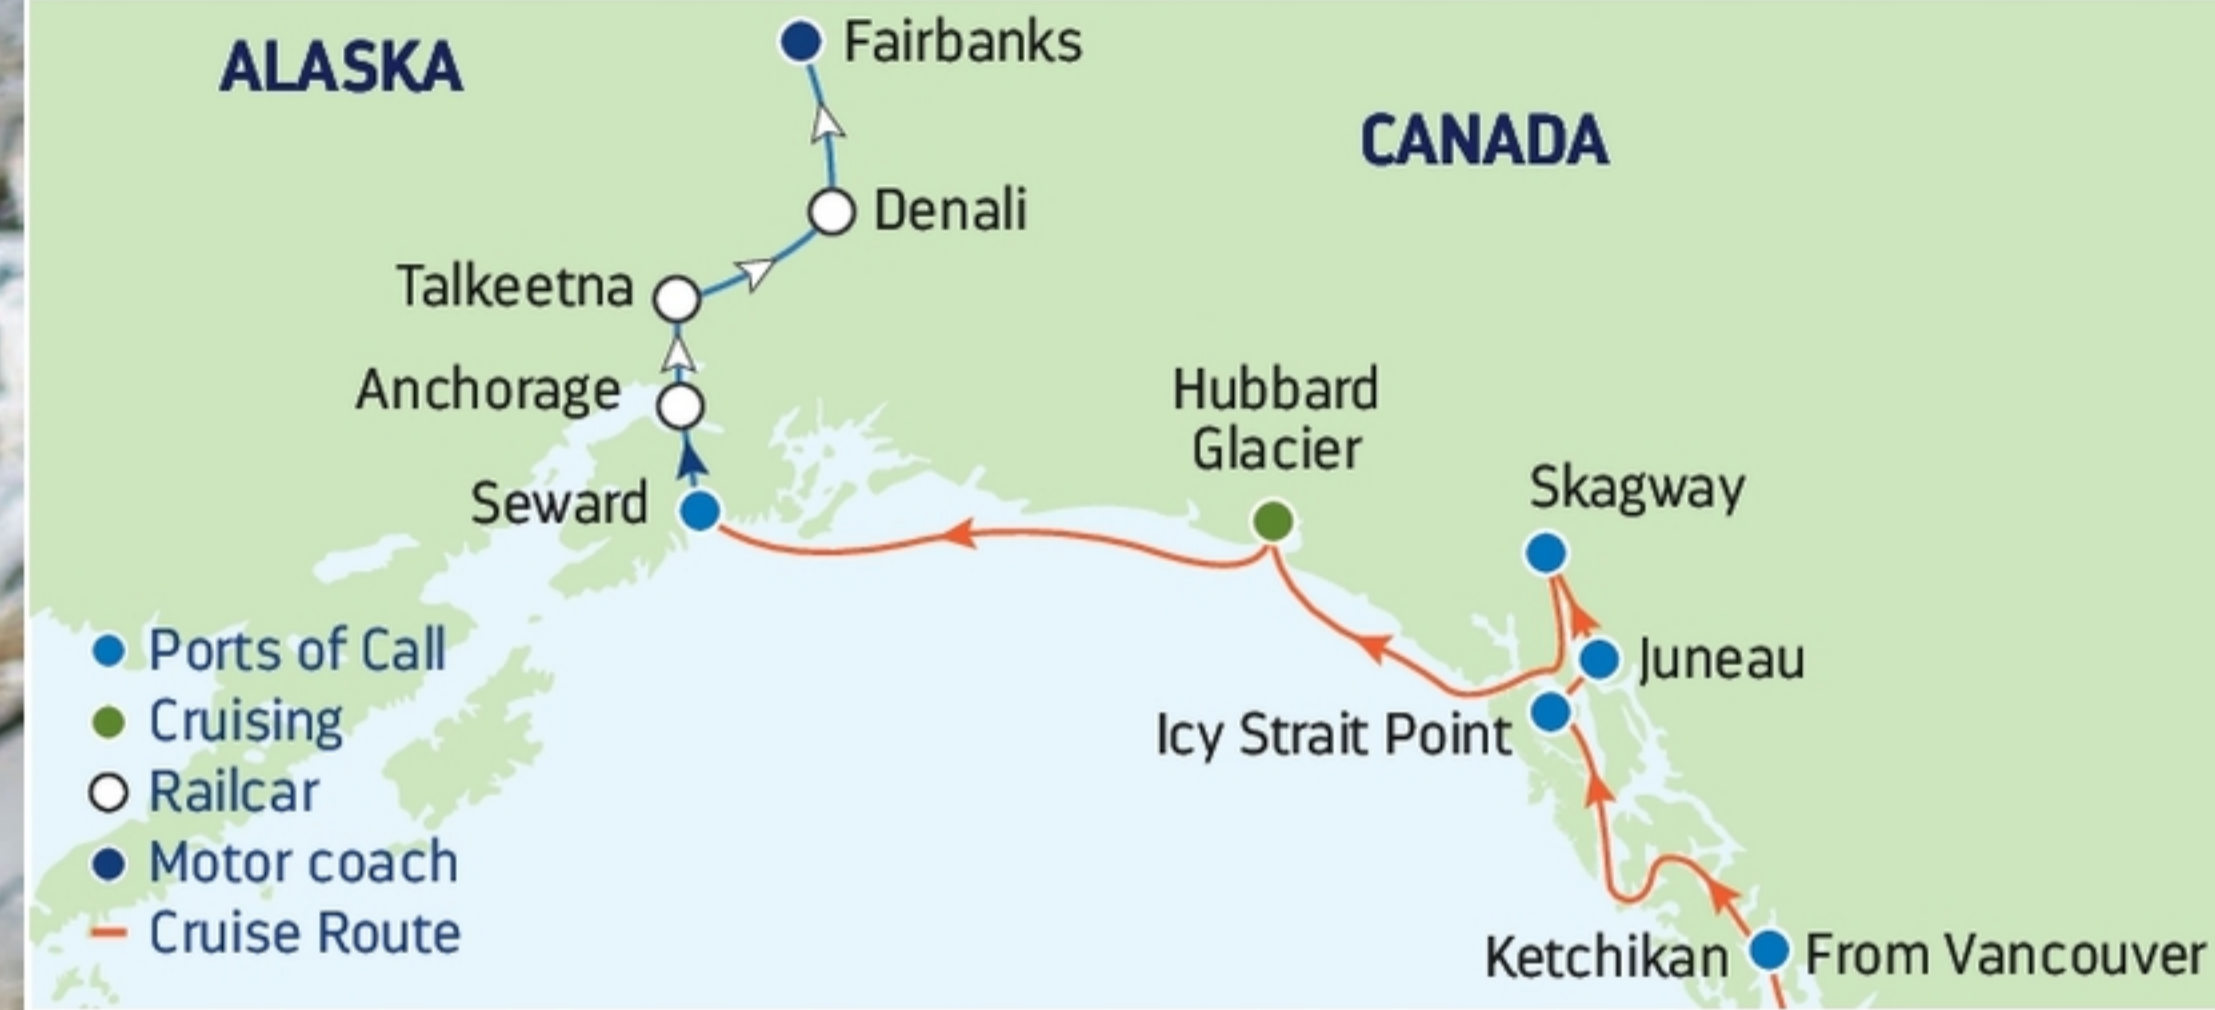 ALASKA
Fairbanks
CANADA
Denali
Talkeetna
Anchorage
Hubbard
Glacier
Seward
Skagway
Juneau
Icy Strait Point
Ketchikan
From Vancouver
Ports of Call
Cruising
Railcar
Motor coach
Cruise Route